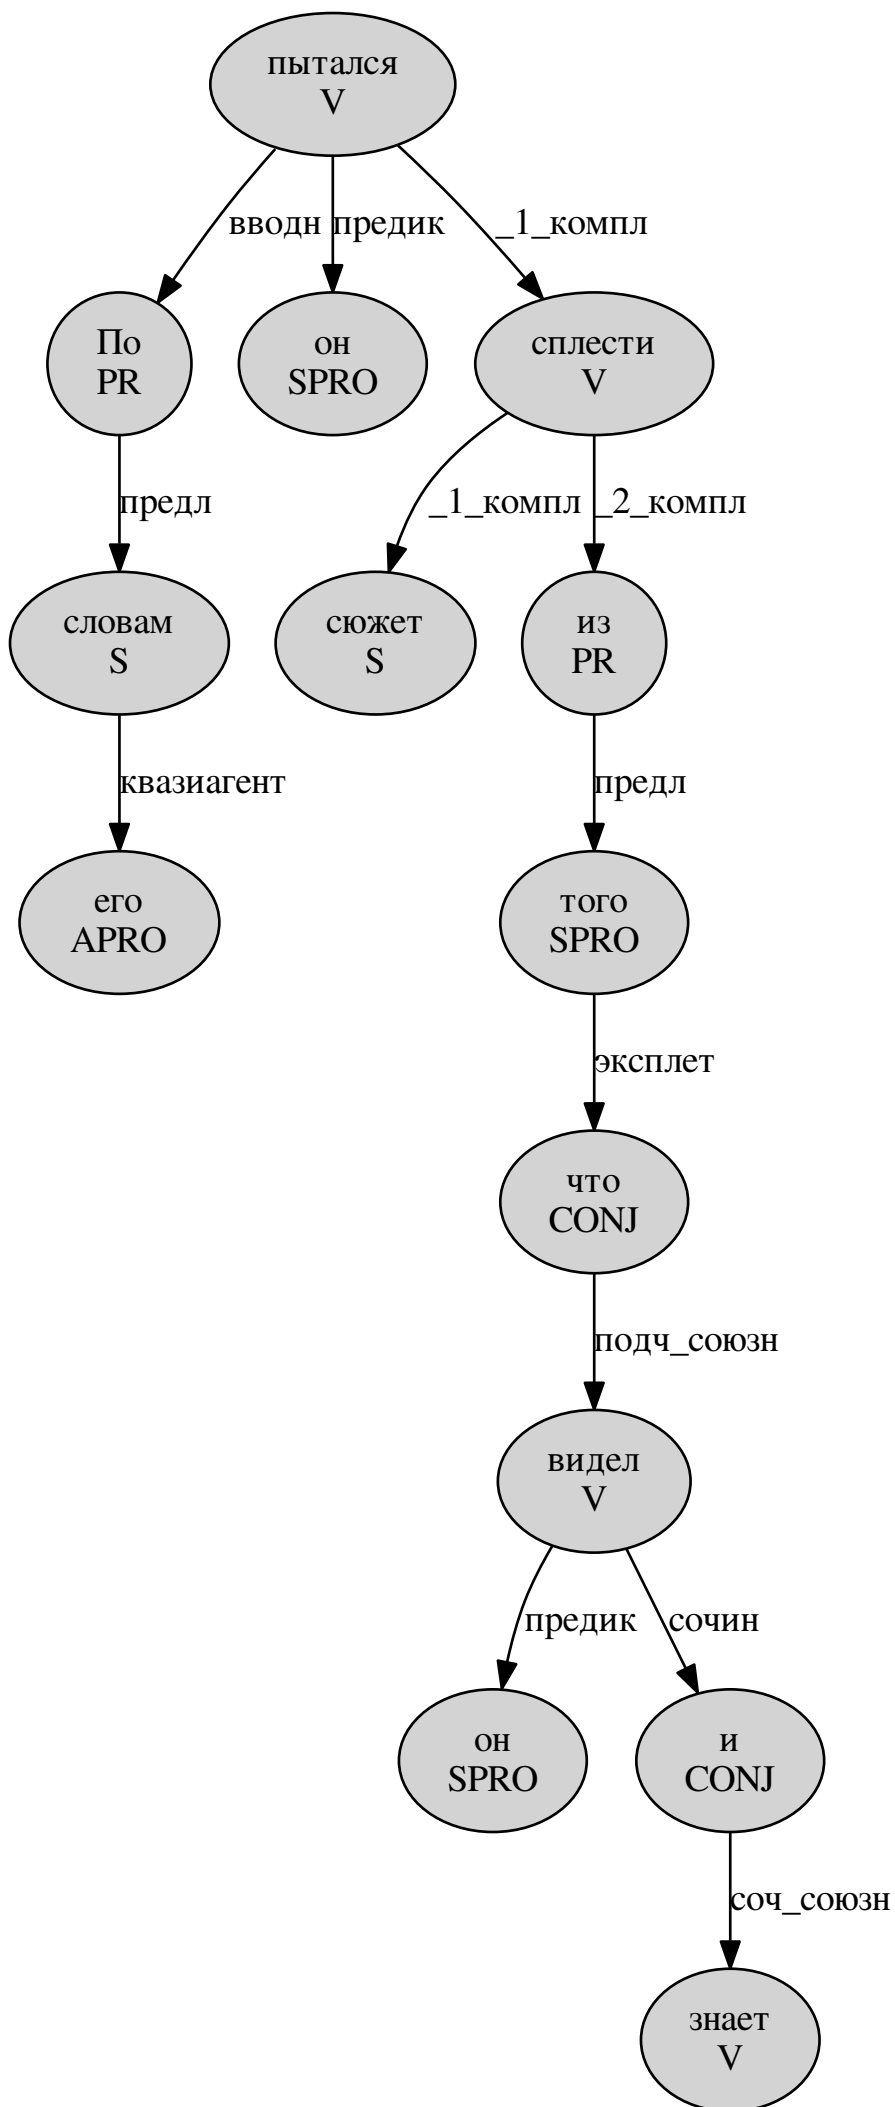 пытался
V
вводн
предик
_1_компл
По
PR
он
SPRO
сплести
V
предл
_1_компл
_2_компл
словам
S
сюжет
S
из
PR
квазиагент
предл
его
APRO
того
SPRO
эксплет
что
CONJ
подч_союзн
видел
V
предик
сочин
он
SPRO
и
CONJ
соч_союзн
знает
V